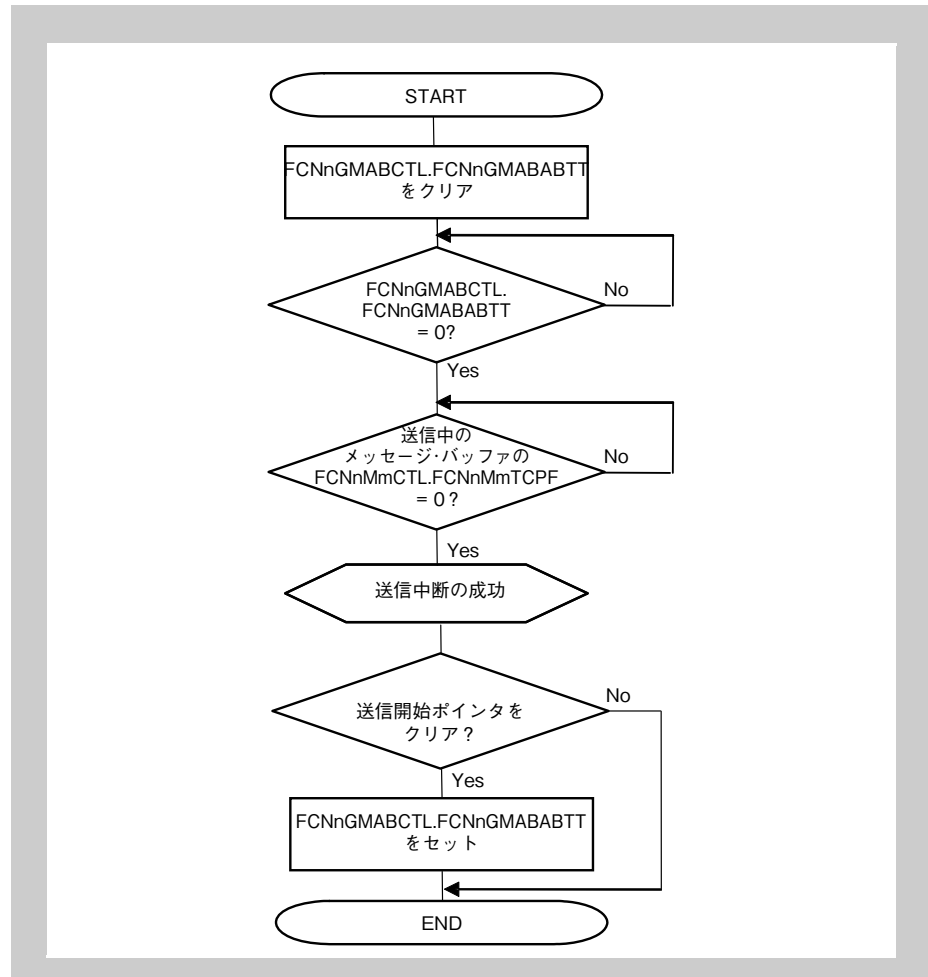 START
FCNnGMABCTL.FCNnGMABABTT
をクリア
FCNnGMABCTL.
FCNnGMABABTT
= 0?
No
Yes
送信中の
メッセージ・バッファの
FCNnMmCTL.FCNnMmTCPF
= 0？
No
Yes
送信中断の成功
送信開始ポインタを
クリア？
No
Yes
FCNnGMABCTL.FCNnGMABABTT
をセット
END